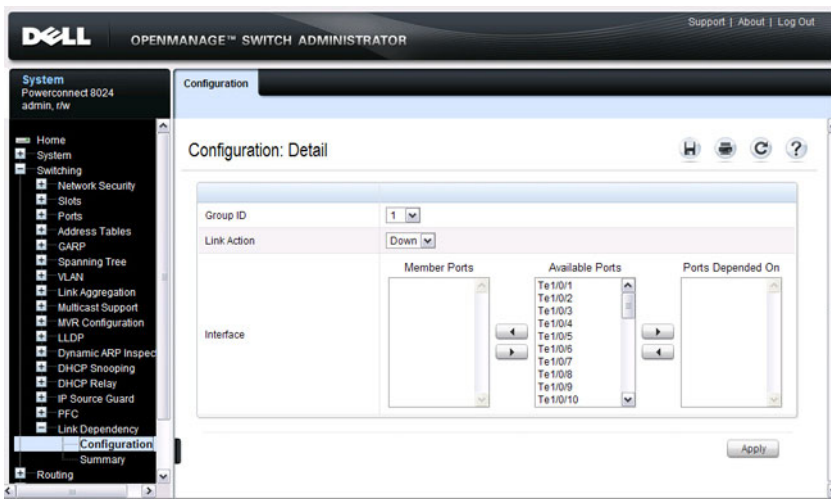 Support | About | Log Out
DELL OPENMANAGE™ SWITCH ADMINISTRATOR
System
Powerconnect 8024
admin, r/w
Home
System
Switching
Network Security
Slots
Ports
Address Tables
GARP
Spanning Tree
VLAN
Link Aggregation
Multicast Support
MVR Configuration
LLDP
Dynamic ARP Inspec
DHCP Snooping
DHCP Relay
IP Source Guard
PFC
Link Dependency
Configuration
Summary
Routing
Configuration
Configuration: Detail
Group ID 1
Link Action Down
Interface
Member Ports Available Ports Ports Depended On
Te1/0/1
Te1/0/2
Te1/0/3
Te1/0/4
Te1/0/5
Te1/0/6
Te1/0/7
Te1/0/8
Te1/0/9
Te1/0/10
Apply